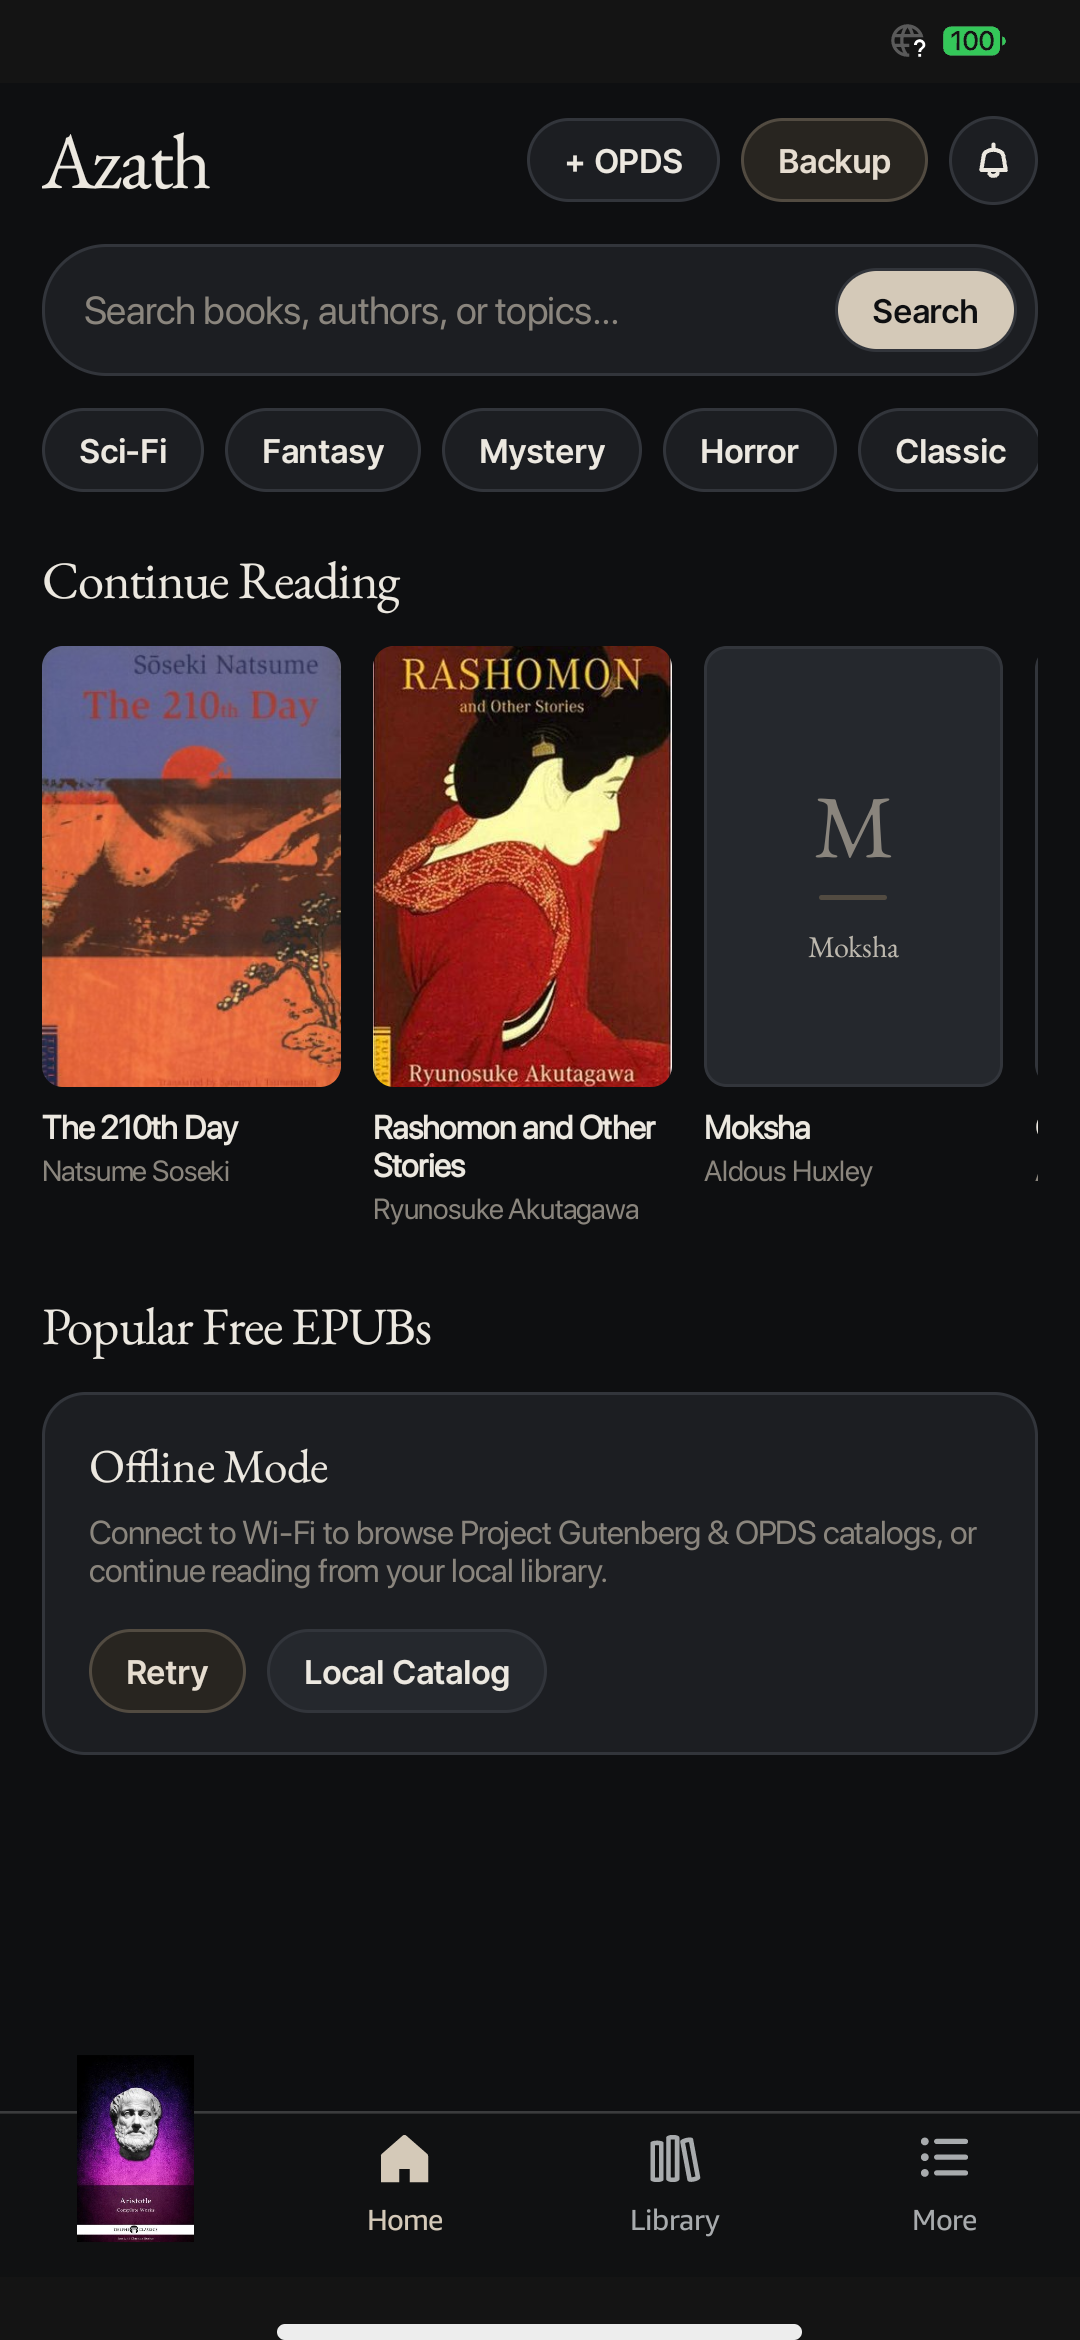 100
Azath
+ OPDS
Backup
Search books, authors, or topics...
Search
Sci-Fi
Fantasy
Mystery
Horror
Classic
Continue Reading
Sōseki Natsume
The 210th Day
RASHOMON
and Other Stories
Ryunosuke Akutagawa
M
Moksha
The 210th Day
Natsume Soseki
Rashomon and Other
Stories
Ryunosuke Akutagawa
Moksha
Aldous Huxley
Popular Free EPUBs
Offline Mode
Connect to Wi-Fi to browse Project Gutenberg & OPDS catalogs, or
continue reading from your local library.
Retry
Local Catalog
Aristotle
Complete Works
Home
Library
More